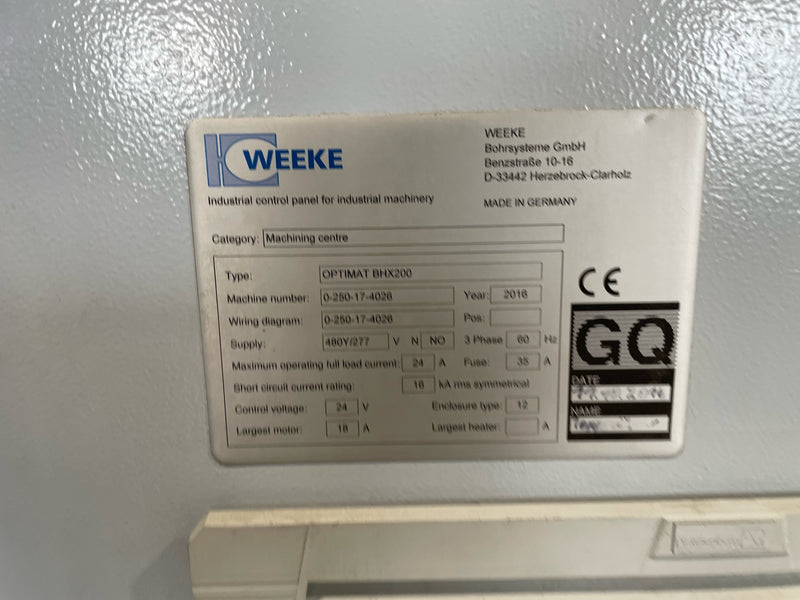 WEEKE
WEEKE
Bohrsysteme GmbH
Benzstraße 10-16
D-33442 Herzebrock-Clarholz
Industrial control panel for industrial machinery
MADE IN GERMANY
Category: Machining centre
Type: OPTIMAT BHX200
Machine number: 0-250-17-4026 Year: 2016
Wiring diagram: 0-250-17-4026 Pos:
Supply: 480Y/277 V N NO 3 Phase 60 Hz
Maximum operating full load current: 24 A Fuse: 35 A
Short circuit current rating: 18 kA rms symmetrical
Control voltage: 24 V Enclosure type: 12
Largest motor: 18 A Largest heater: A
CE
GQ
DATE
NAME